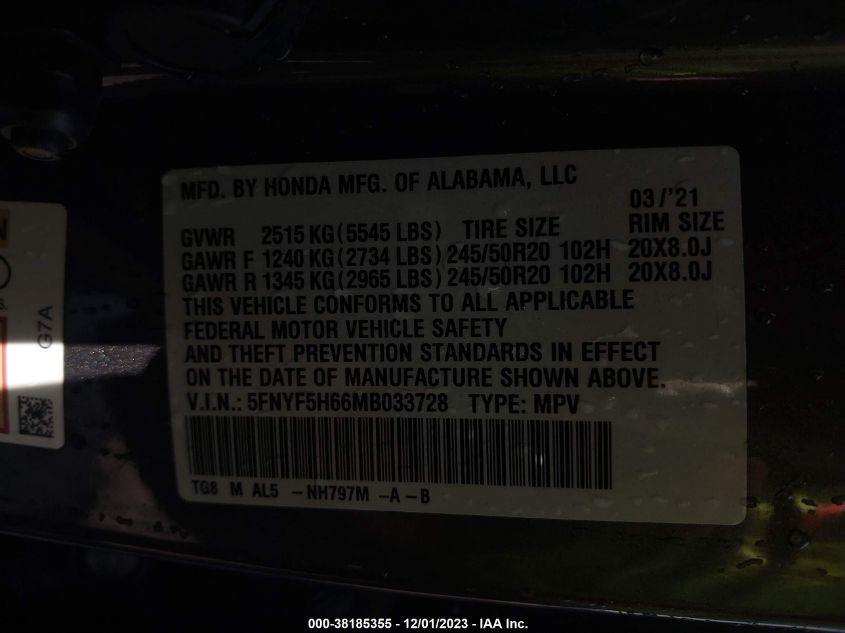 MFD. BY HONDA MFG. OF ALABAMA, LLC
03/'21
GVWR 2515 KG(5545 LBS) TIRE SIZE RIM SIZE
GAWR F 1240 KG(2734 LBS)245/50R20 102H 20X8.0J
GAWR R 1345 KG(2965 LBS)245/50R20 102H 20X8.0J
THIS VEHICLE CONFORMS TO ALL APPLICABLE
FEDERAL MOTOR VEHICLE SAFETY
AND THEFT PREVENTION STANDARDS IN EFFECT
ON THE DATE OF MANUFACTURE SHOWN ABOVE.
V.I.N.: 5FNYF5H66MB033728 TYPE: MPV
TG8 M AL5 -NH797M -A-B
G7A
000-38185355 - 12/01/2023 - IAA Inc.